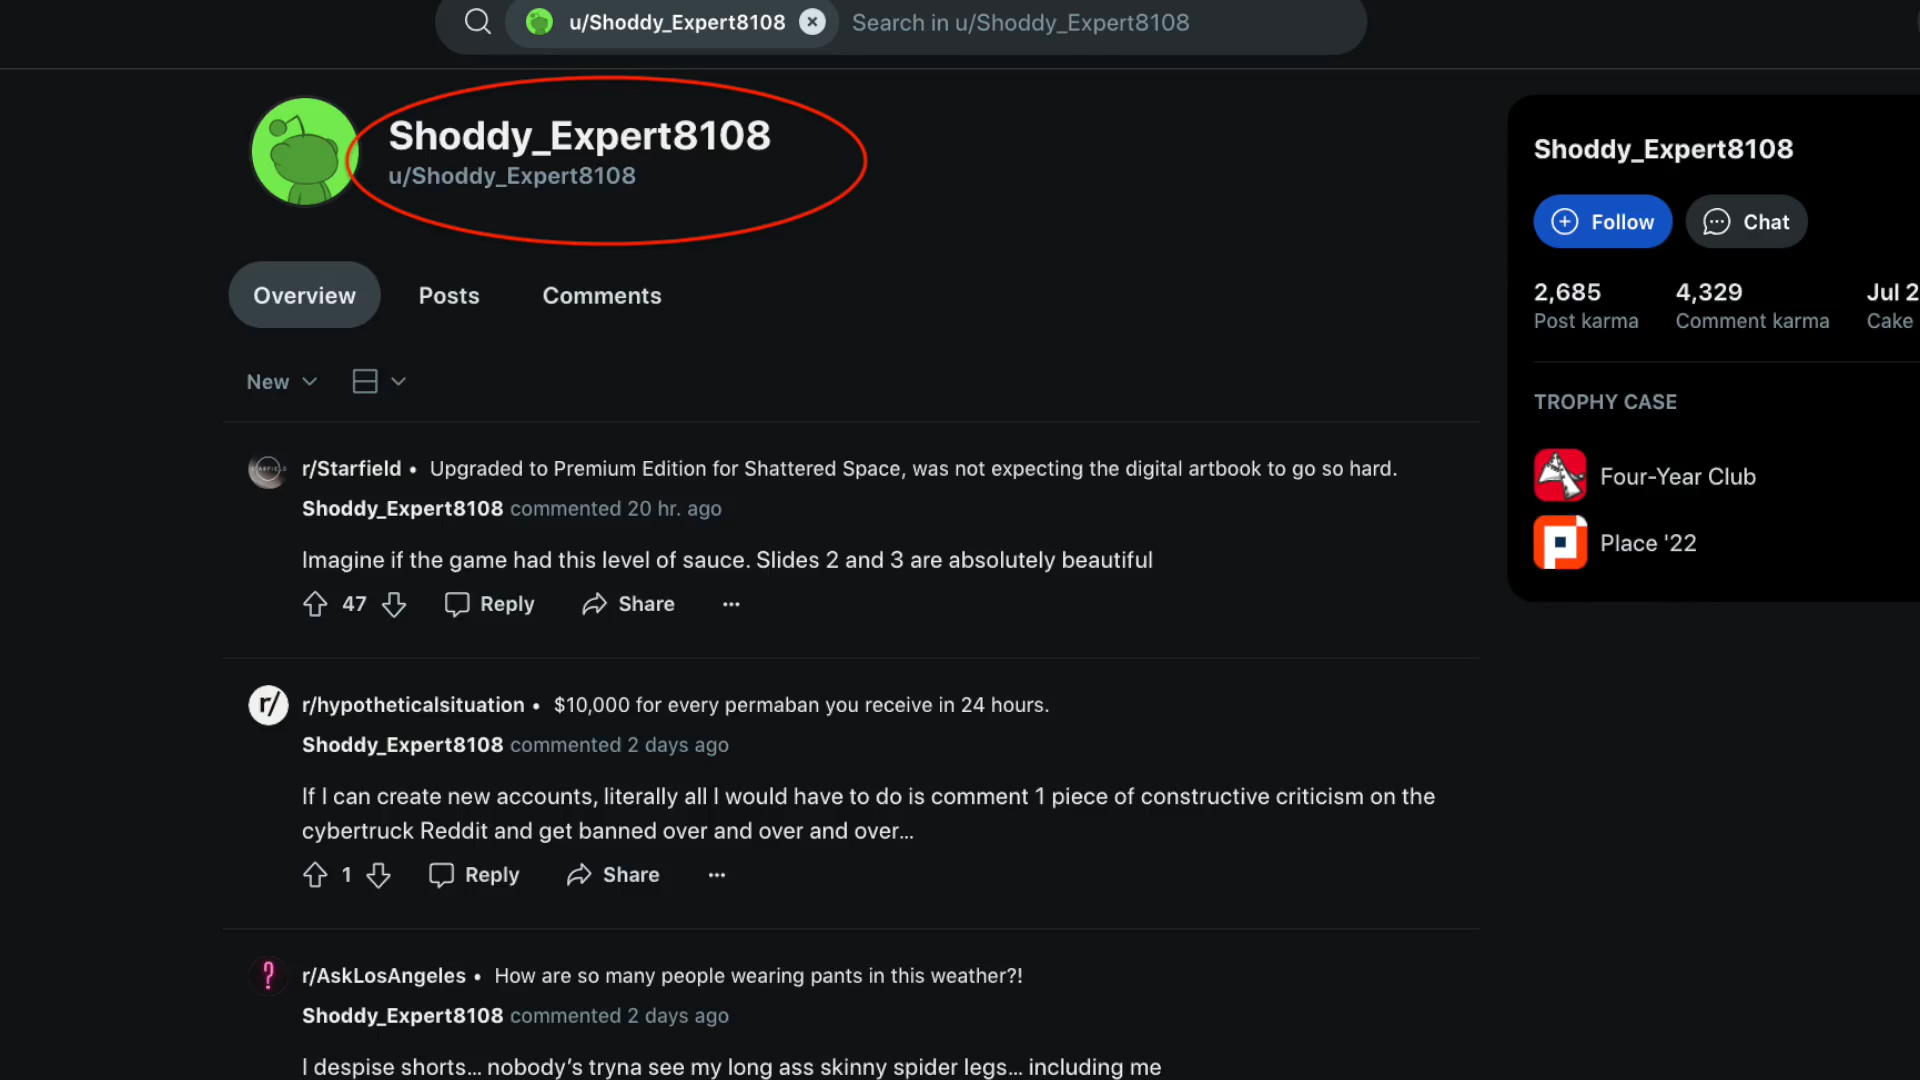 u/Shoddy_Expert8108 Search in u/Shoddy_Expert8108
Shoddy_Expert8108
u/Shoddy_Expert8108
Overview Posts Comments
New
r/Starfield • Upgraded to Premium Edition for Shattered Space, was not expecting the digital artbook to go so hard.
Shoddy_Expert8108 commented 20 hr. ago
Imagine if the game had this level of sauce. Slides 2 and 3 are absolutely beautiful
47 Reply Share
r/
r/hypotheticalsituation • $10,000 for every permaban you receive in 24 hours.
Shoddy_Expert8108 commented 2 days ago
If I can create new accounts, literally all I would have to do is comment 1 piece of constructive criticism on the
cybertruck Reddit and get banned over and over and over...
1 Reply Share
r/AskLosAngeles • How are so many people wearing pants in this weather?!
Shoddy_Expert8108 commented 2 days ago
I despise shorts... nobody's tryna see my long ass skinny spider legs... including me
Shoddy_Expert8108
Follow Chat
2,685 4,329 Jul 2
Post karma Comment karma Cake
TROPHY CASE
Four-Year Club
Place '22